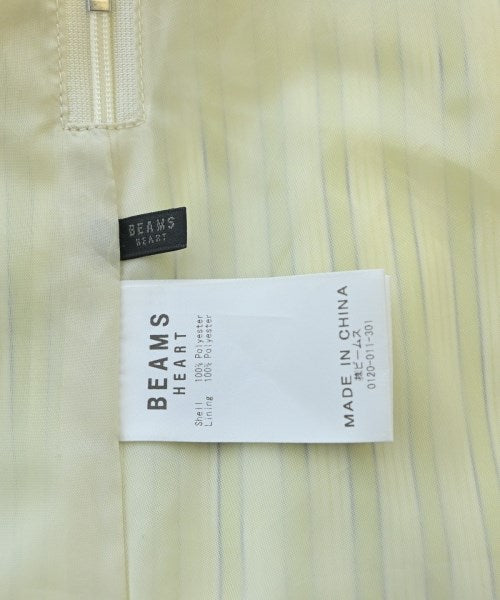 BEAMS
HEART
BEAMS
HEART
Shell 100% Polyester
Lining 100% Polyester
MADE IN CHINA
㈱ビームス
0120-011-301